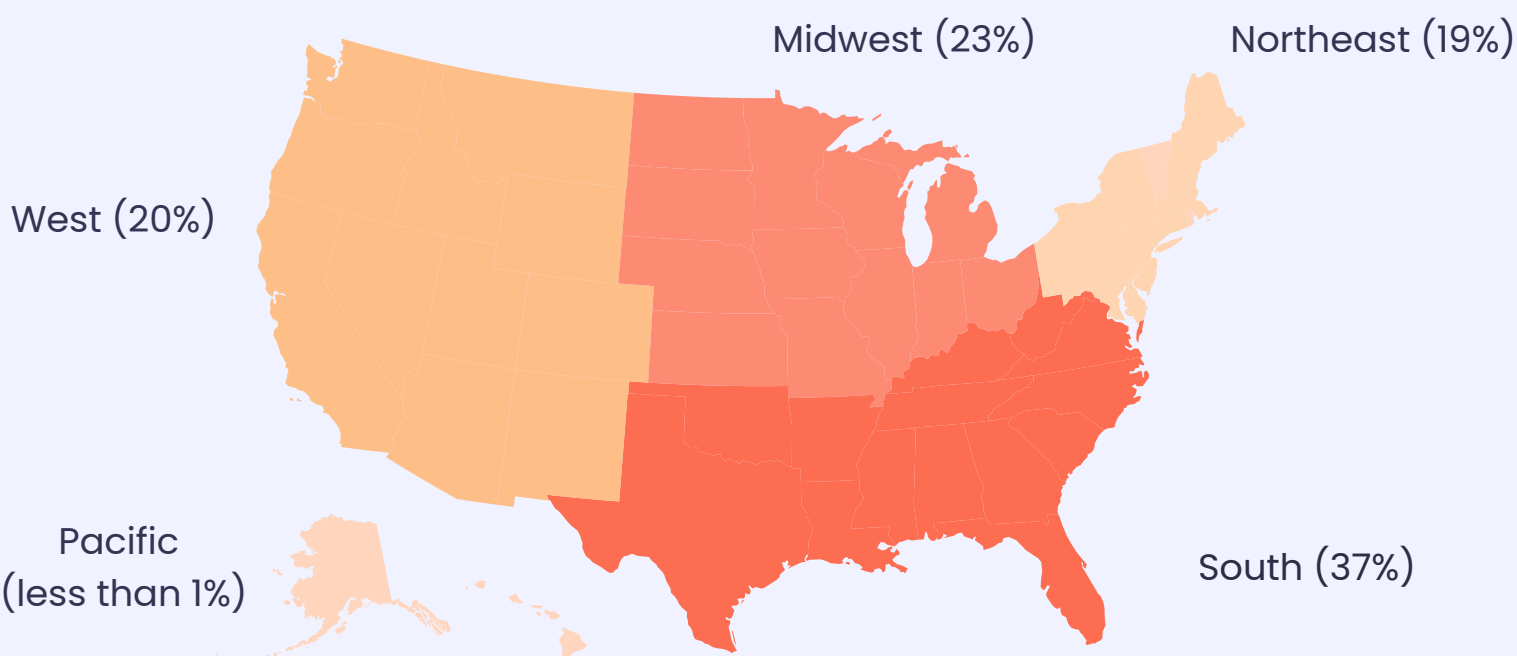 Midwest (23%)
Northeast (19%)
West (20%)
Pacific
(less than 1%)
South (37%)